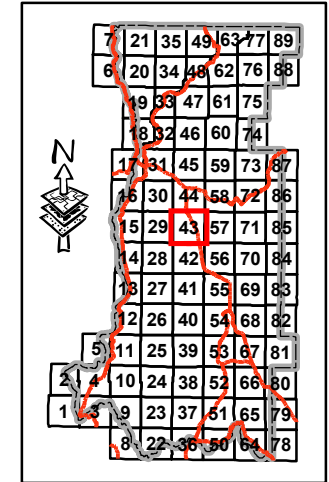 7 21 35 49 63 77 89
N
6 20 34 48 62 76 88
19 33 47 61 75
18 32 46 60 74
17 31 45 59 73 87
16 30 44 58 72 86
15 29 43 57 71 85
14 28 42 56 70 84
13 27 41 55 69 83
12 26 40 54 68 82
5 11 25 39 53 67 81
2 4 10 24 38 52 66 80
1 3 9 23 37 51 65 79
8 22 36 50 64 78